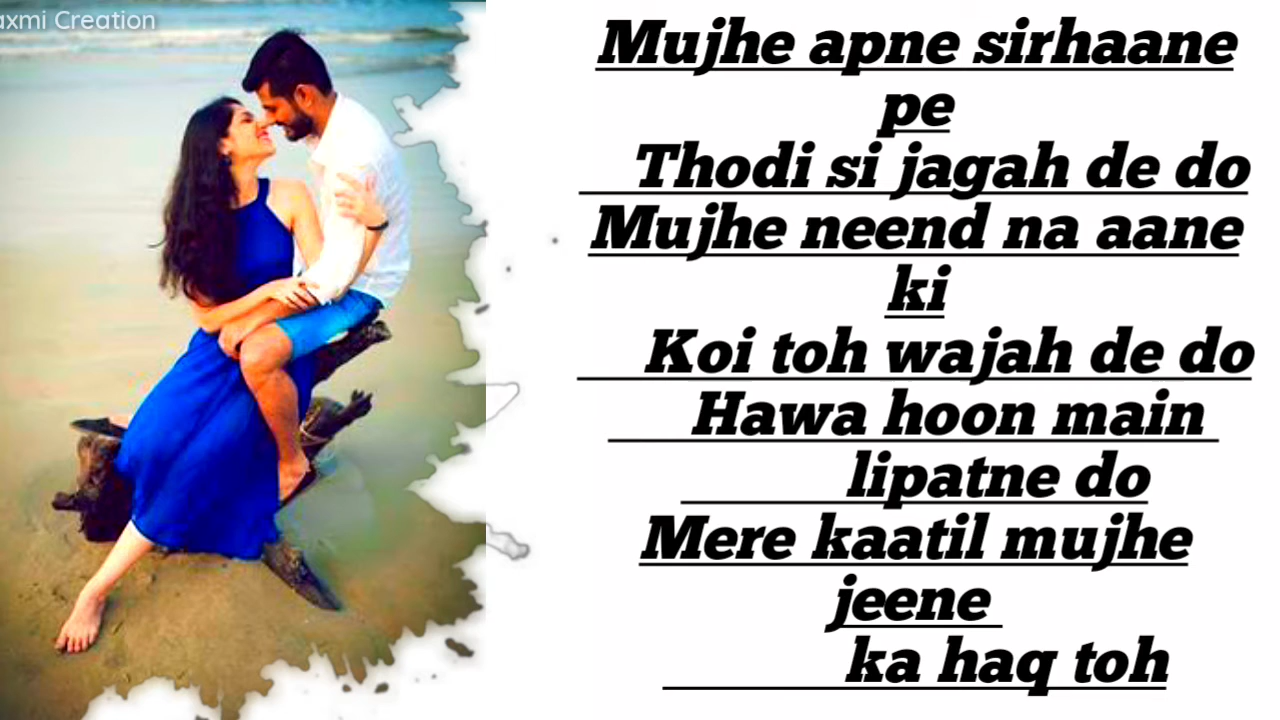 axmi Creation
Mujhe apne sirhaane
pe
Thodi si jagah de do
Mujhe neend na aane
ki
Koi toh wajah de do
Hawa hoon main
lipatne do
Mere kaatil mujhe
jeene
ka haq toh